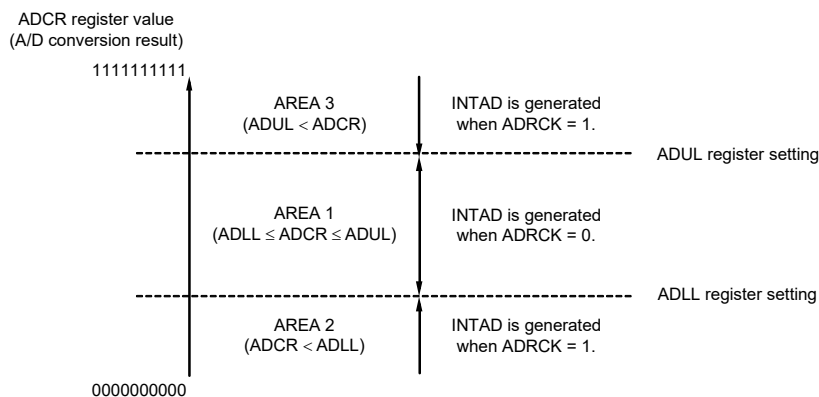 ADCR register value
(A/D conversion result)
1111111111
AREA 3
(ADUL < ADCR)
INTAD is generated
when ADRCK = 1.
ADUL register setting
AREA 1
(ADLL ≤ ADCR ≤ ADUL)
INTAD is generated
when ADRCK = 0.
ADLL register setting
AREA 2
(ADCR < ADLL)
INTAD is generated
when ADRCK = 1.
0000000000